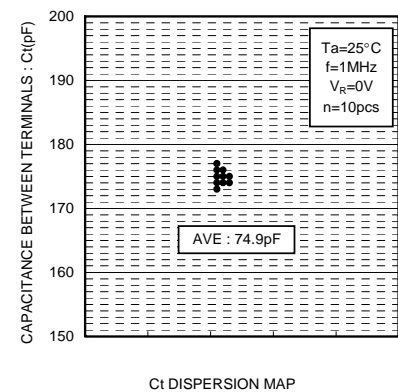 CAPACITANCE BETWEEN TERMINALS : Ct(pF)
200
190
180
170
160
150
Ta=25°C
f=1MHz
VR=0V
n=10pcs
AVE : 74.9pF
Ct DISPERSION MAP